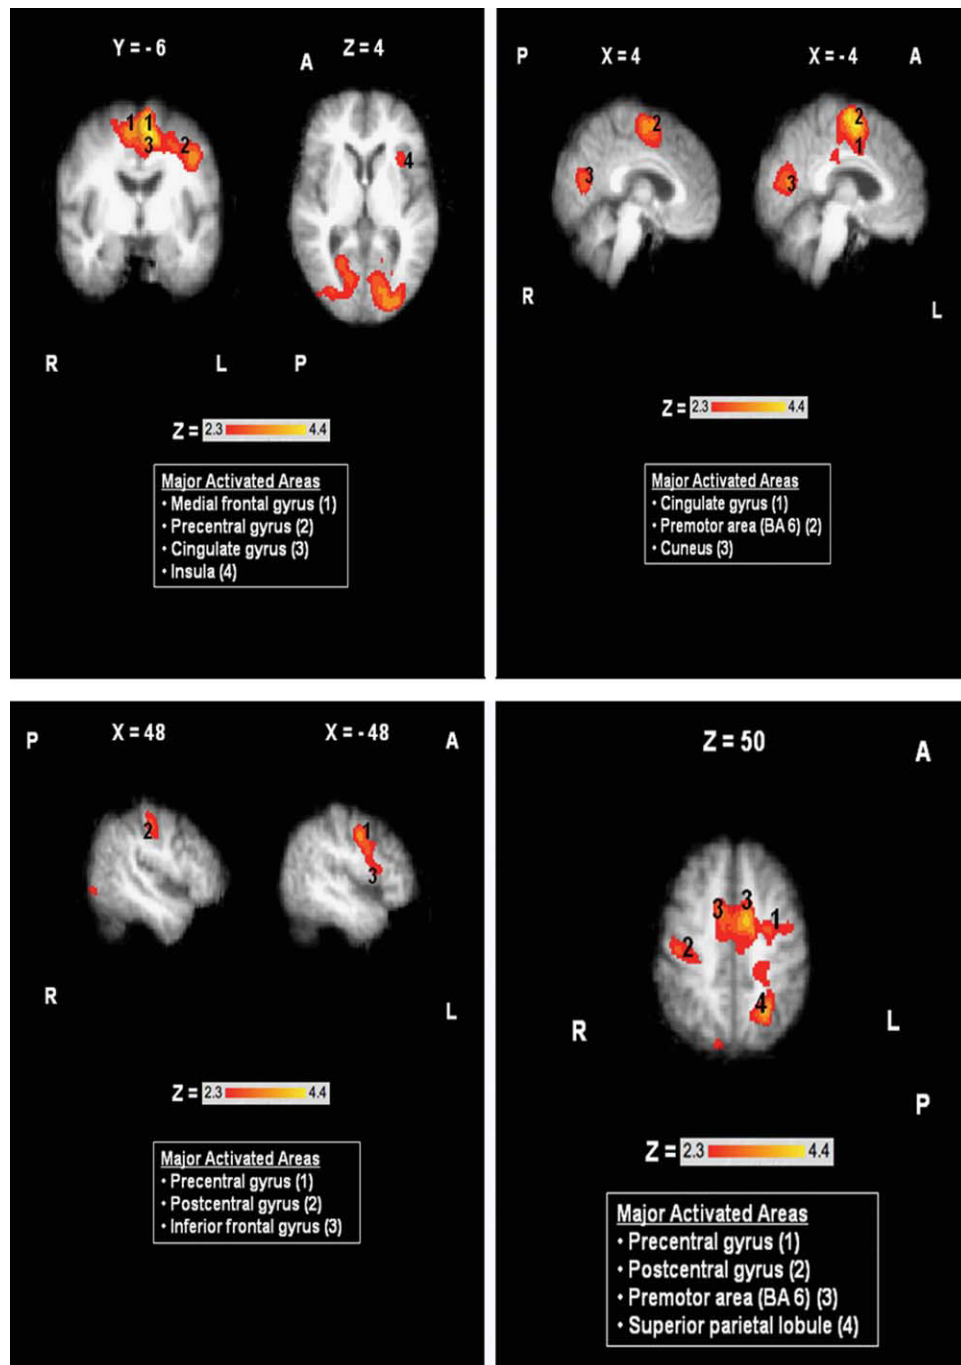 Y = - 6
Z = 4
A
1 1
3
2
4
R
L
P
Z = 2.3 4.4
Major Activated Areas
• Medial frontal gyrus (1)
• Precentral gyrus (2)
• Cingulate gyrus (3)
• Insula (4)
P
X = 4
X = -4
A
2
3
2
1
3
R
L
Z = 2.3 4.4
Major Activated Areas
• Cingulate gyrus (1)
• Premotor area (BA 6) (2)
• Cuneus (3)
P
X = 48
X = - 48
A
2
1
3
R
L
Z = 2.3 4.4
Major Activated Areas
• Precentral gyrus (1)
• Postcentral gyrus (2)
• Inferior frontal gyrus (3)
Z = 50
A
3 3
1
2
4
R
L
P
Z = 2.3 4.4
Major Activated Areas
• Precentral gyrus (1)
• Postcentral gyrus (2)
• Premotor area (BA 6) (3)
• Superior parietal lobule (4)